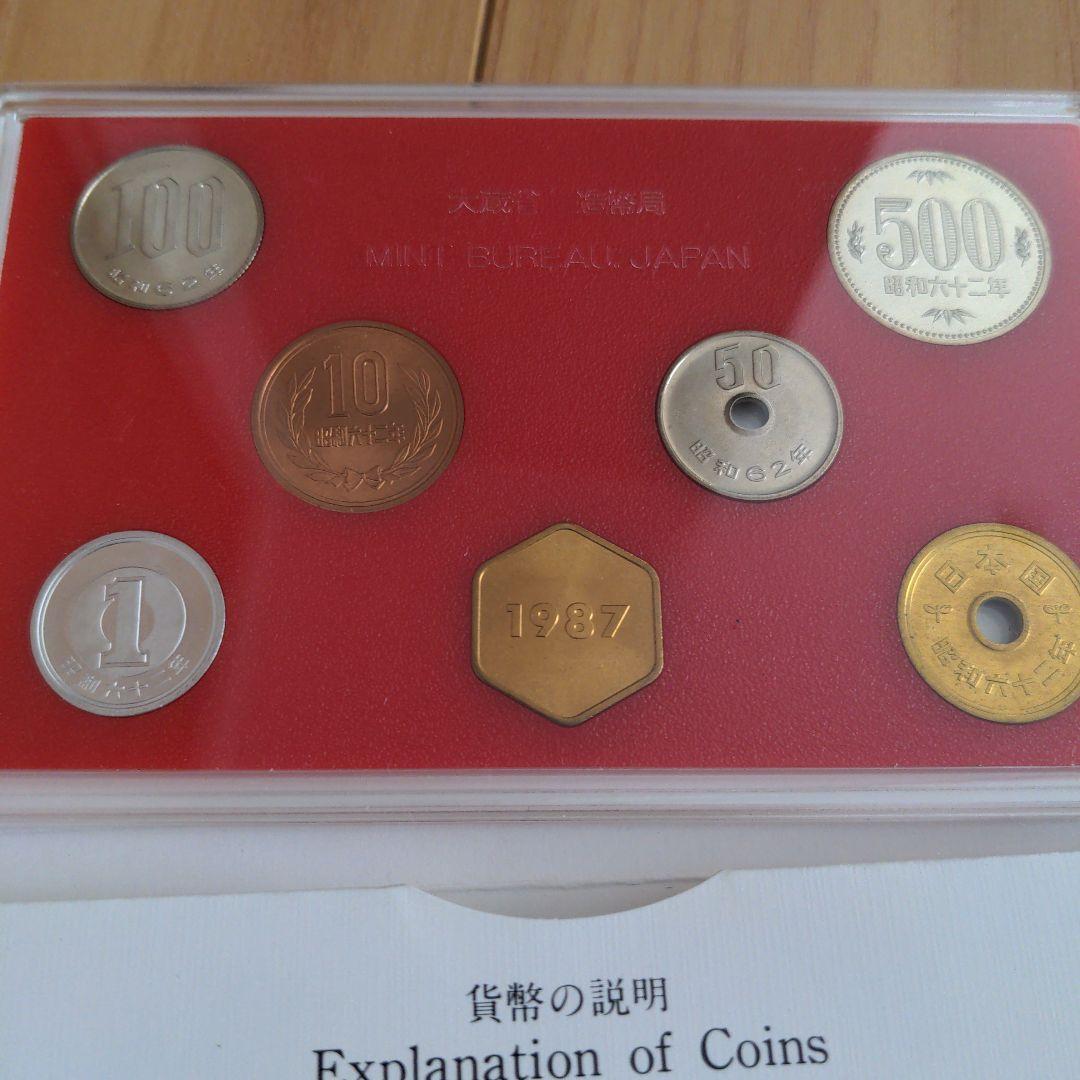 大蔵省 造幣局
MINT BUREAU, JAPAN
100
昭和62年
500
昭和六十二年
10
昭和六十二年
50
昭和62年
1
昭和六十二年
1987
日本国
昭和六十二年
貨幣の説明
Explanation of Coins